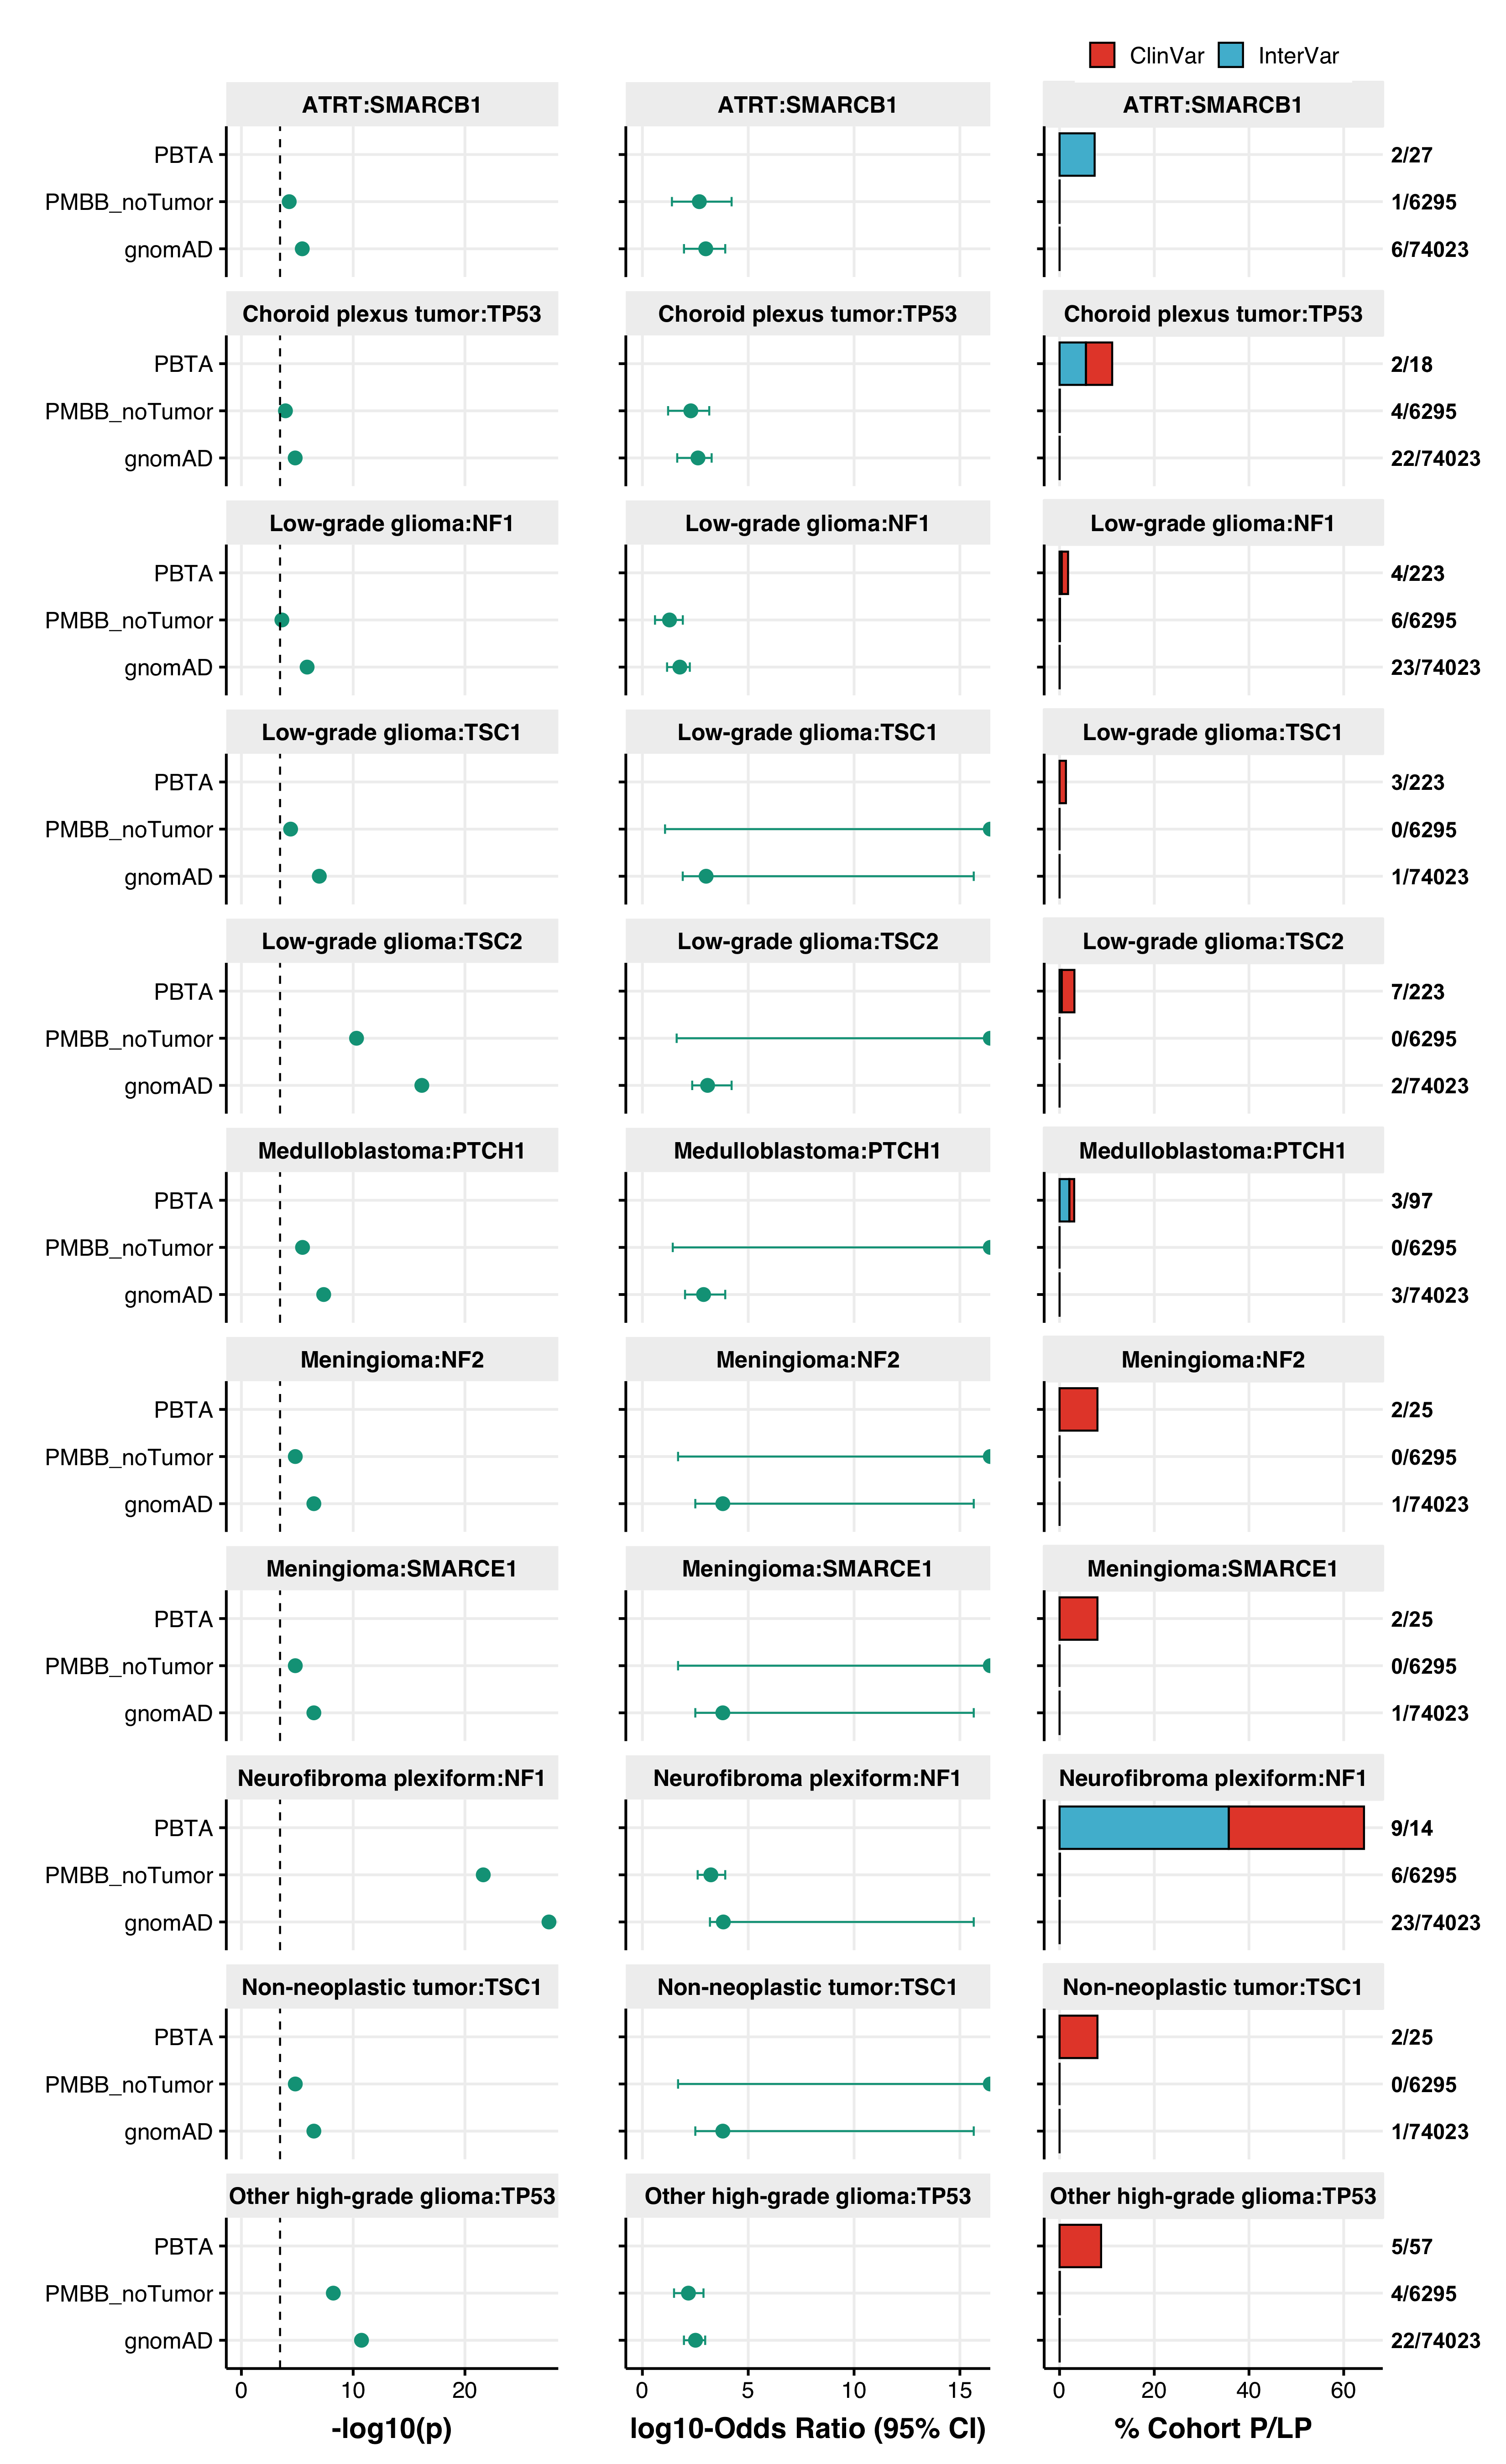 ClinVar InterVar
ATRT:SMARCB1 ATRT:SMARCB1 ATRT:SMARCB1
PBTA 2/27
PMBB_noTumor 1/6295
gnomAD 6/74023
Choroid plexus tumor:TP53 Choroid plexus tumor:TP53 Choroid plexus tumor:TP53
PBTA 2/18
PMBB_noTumor 4/6295
gnomAD 22/74023
Low-grade glioma:NF1 Low-grade glioma:NF1 Low-grade glioma:NF1
PBTA 4/223
PMBB_noTumor 6/6295
gnomAD 23/74023
Low-grade glioma:TSC1 Low-grade glioma:TSC1 Low-grade glioma:TSC1
PBTA 3/223
PMBB_noTumor 0/6295
gnomAD 1/74023
Low-grade glioma:TSC2 Low-grade glioma:TSC2 Low-grade glioma:TSC2
PBTA 7/223
PMBB_noTumor 0/6295
gnomAD 2/74023
Medulloblastoma:PTCH1 Medulloblastoma:PTCH1 Medulloblastoma:PTCH1
PBTA 3/97
PMBB_noTumor 0/6295
gnomAD 3/74023
Meningioma:NF2 Meningioma:NF2 Meningioma:NF2
PBTA 2/25
PMBB_noTumor 0/6295
gnomAD 1/74023
Meningioma:SMARCE1 Meningioma:SMARCE1 Meningioma:SMARCE1
PBTA 2/25
PMBB_noTumor 0/6295
gnomAD 1/74023
Neurofibroma plexiform:NF1 Neurofibroma plexiform:NF1 Neurofibroma plexiform:NF1
PBTA 9/14
PMBB_noTumor 6/6295
gnomAD 23/74023
Non-neoplastic tumor:TSC1 Non-neoplastic tumor:TSC1 Non-neoplastic tumor:TSC1
PBTA 2/25
PMBB_noTumor 0/6295
gnomAD 1/74023
Other high-grade glioma:TP53 Other high-grade glioma:TP53 Other high-grade glioma:TP53
PBTA 5/57
PMBB_noTumor 4/6295
gnomAD 22/74023
0 10 20 0 5 10 15 0 20 40 60
-log10(p) log10-Odds Ratio (95% CI) % Cohort P/LP